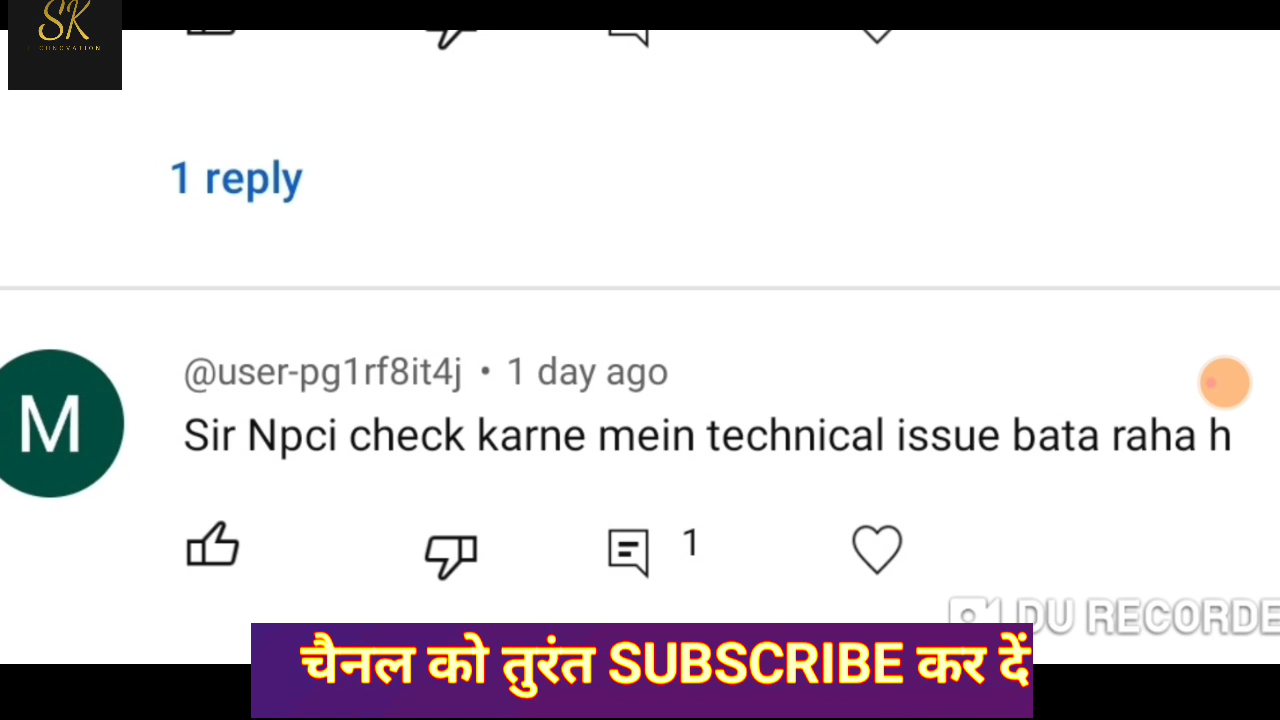 SK
1 reply
@user-pg1rf8it4j • 1 day ago
M
Sir Npci check karne mein technical issue bata raha h
1
DU RECORDE
चैनल को तुरंत SUBSCRIBE कर दें